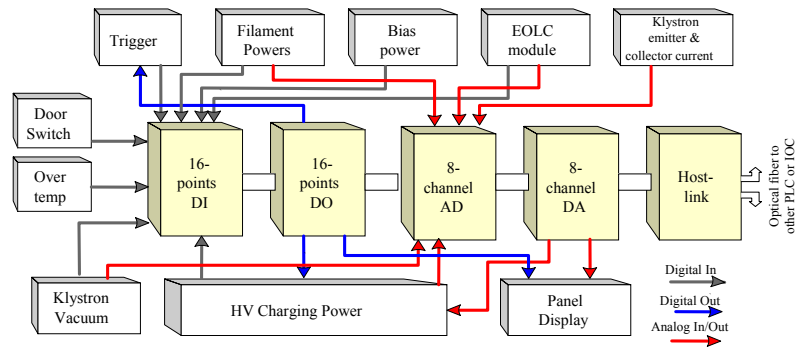 Trigger
Filament
Powers
Bias
power
EOLC
module
Klystron
emitter &
collector current
Door
Switch
Over
temp
16-
points
DI
16-
points
DO
8-
channel
AD
8-
channel
DA
Host-
link
Optical fiber to
other PLC or IOC
Klystron
Vacuum
HV Charging Power
Panel
Display
Digital In
Digital Out
Analog In/Out